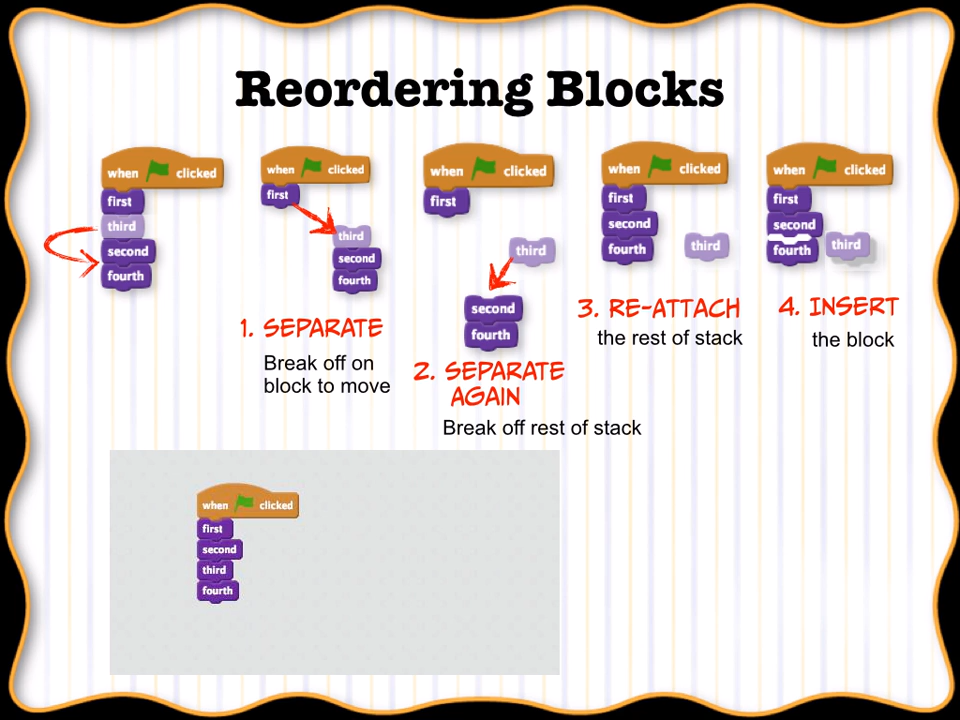 Reordering Blocks
when clicked
first
third
second
fourth
when clicked
first
third
second
fourth
1. SEPARATE
Break off on
block to move
when clicked
first
third
second
fourth
2. SEPARATE
AGAIN
Break off rest of stack
when clicked
first
second
fourth
third
3. RE-ATTACH
the rest of stack
when clicked
first
second
fourth
third
4. INSERT
the block
when clicked
first
second
third
fourth